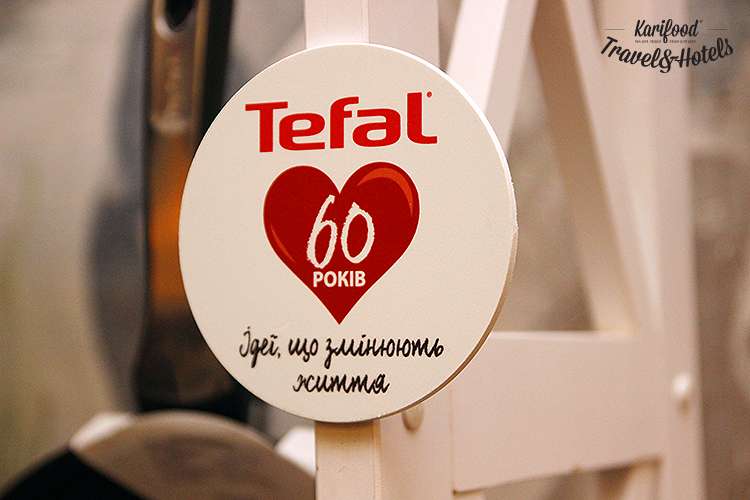 Karifood
Travel&Hotels
Tefal
60
РОКІВ
Ідеї, що змінюють
життя